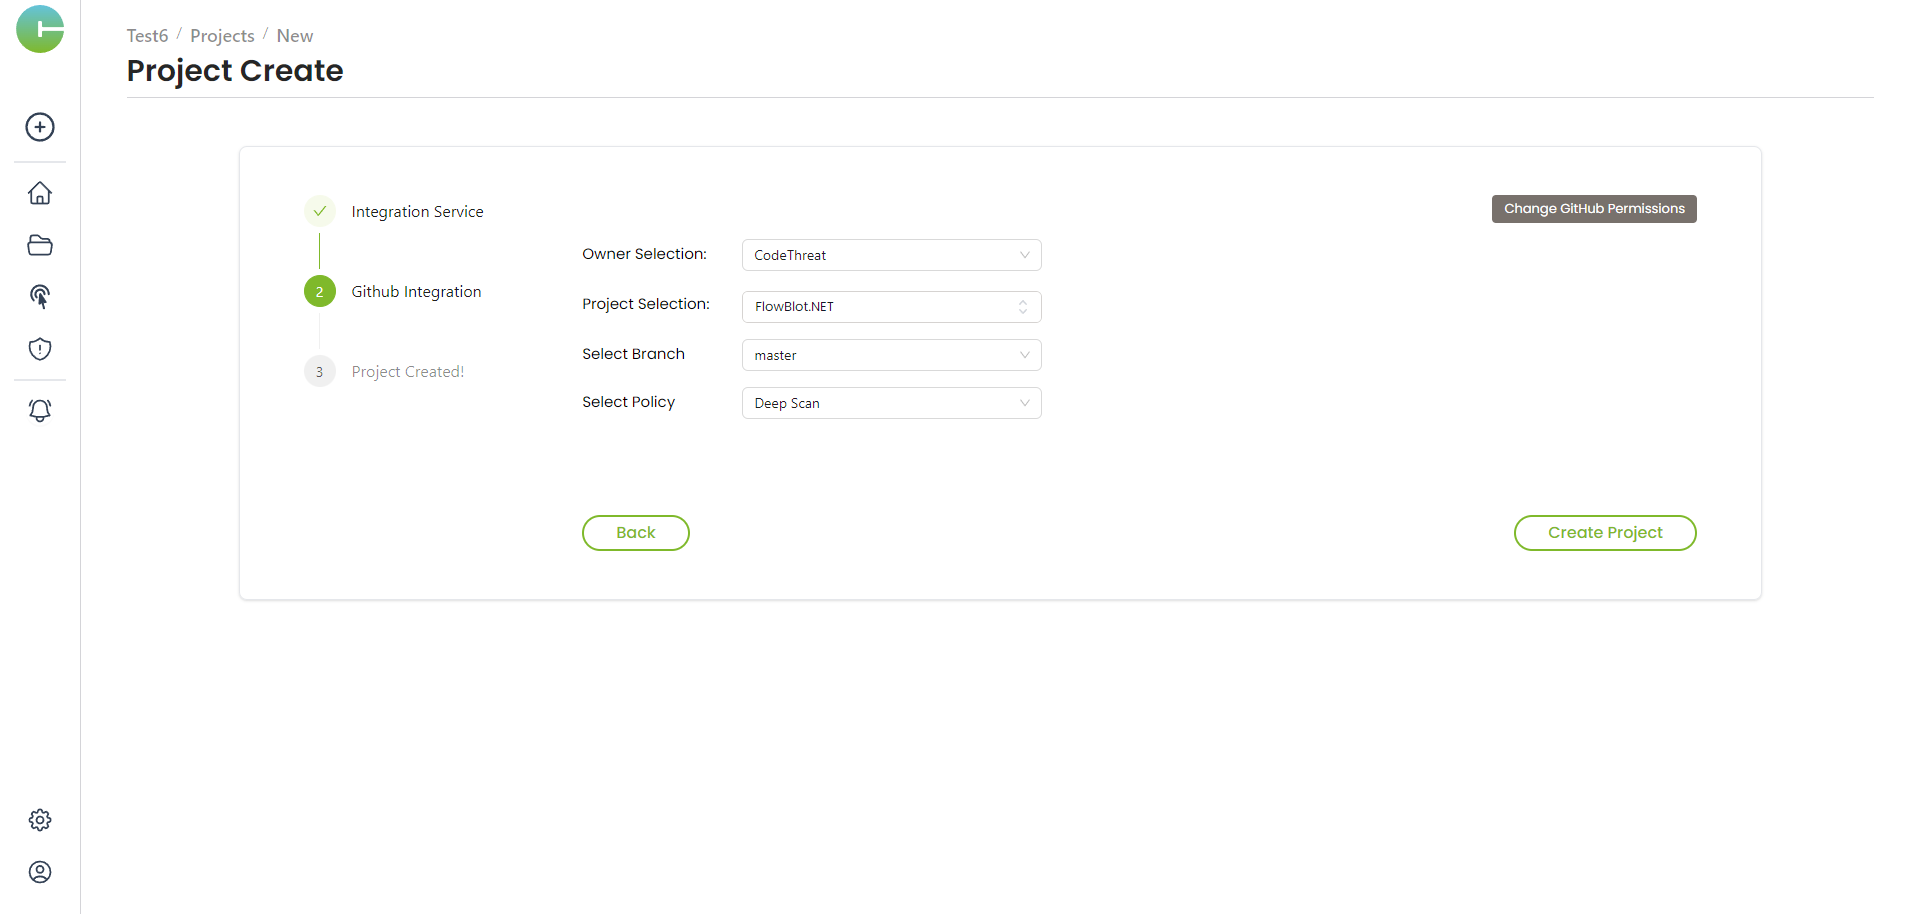 Test6 / Projects / New
Project Create
Integration Service
Change GitHub Permissions
Owner Selection: CodeThreat
2 Github Integration
Project Selection: FlowBlot.NET
Select Branch master
3 Project Created!
Select Policy Deep Scan
Back
Create Project